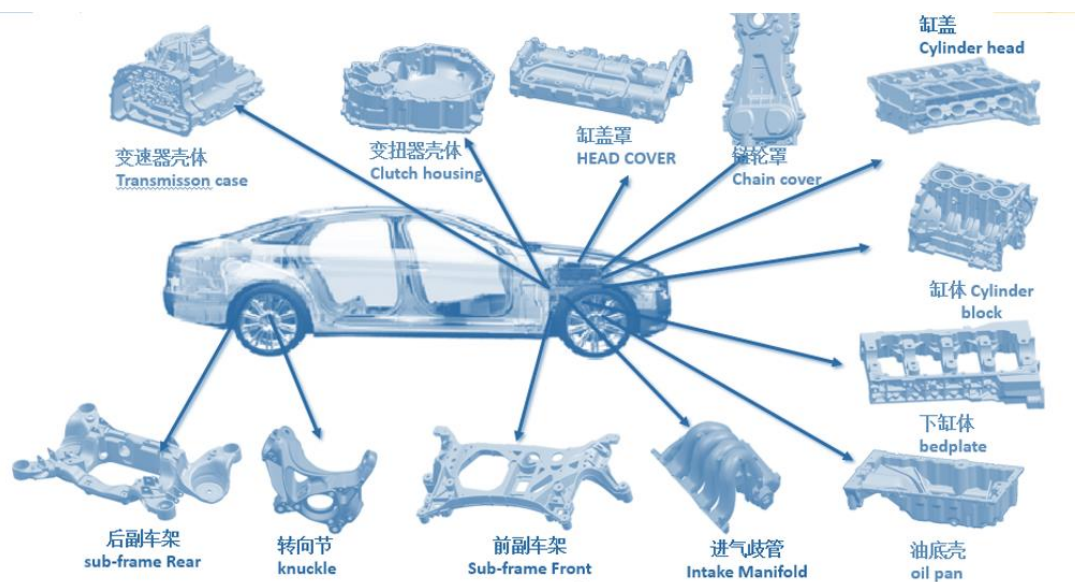 缸盖
Cylinder head
变速器壳体
Transmisson case
变扭器壳体
Clutch housing
缸盖罩
HEAD COVER
链轮罩
Chain cover
缸体 Cylinder
block
下缸体
bedplate
后副车架
sub-frame Rear
转向节
knuckle
前副车架
Sub-frame Front
进气歧管
Intake Manifold
油底壳
oil pan